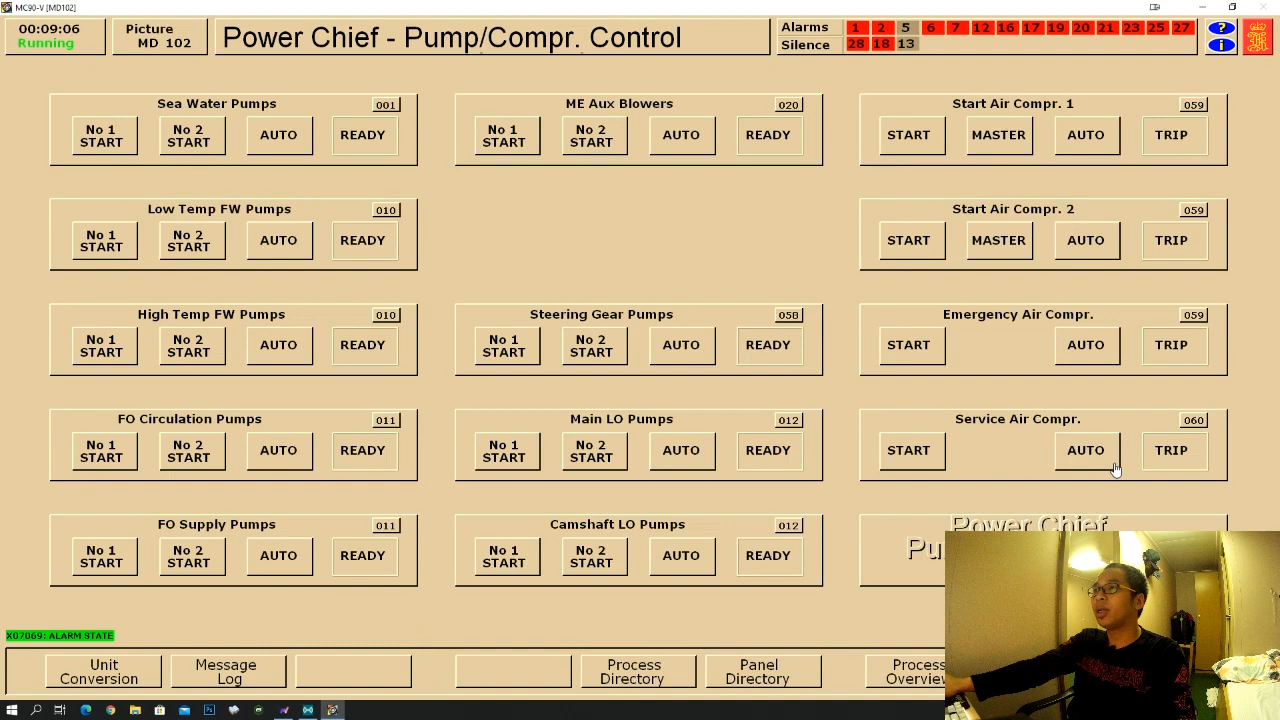 MC90-V [MD102]
00:09:06
Running
Picture
MD 102
Power Chief - Pump/Compr. Control
Alarms
Silence
1 2 5 6 7 12 16 17 19 20 21 23 25 27
28 18 13
?
i
Sea Water Pumps 001
No 1 START No 2 START AUTO READY
ME Aux Blowers 020
No 1 START No 2 START AUTO READY
Start Air Compr. 1 059
START MASTER AUTO TRIP
Low Temp FW Pumps 010
No 1 START No 2 START AUTO READY
Start Air Compr. 2 059
START MASTER AUTO TRIP
High Temp FW Pumps 010
No 1 START No 2 START AUTO READY
Steering Gear Pumps 058
No 1 START No 2 START AUTO READY
Emergency Air Compr. 059
START AUTO TRIP
FO Circulation Pumps 011
No 1 START No 2 START AUTO READY
Main LO Pumps 012
No 1 START No 2 START AUTO READY
Service Air Compr. 060
START AUTO TRIP
FO Supply Pumps 011
No 1 START No 2 START AUTO READY
Camshaft LO Pumps 012
No 1 START No 2 START AUTO READY
Power Chief
X07069: ALARM STATE
Unit
Conversion
Message
Log
Process
Directory
Panel
Directory
Process